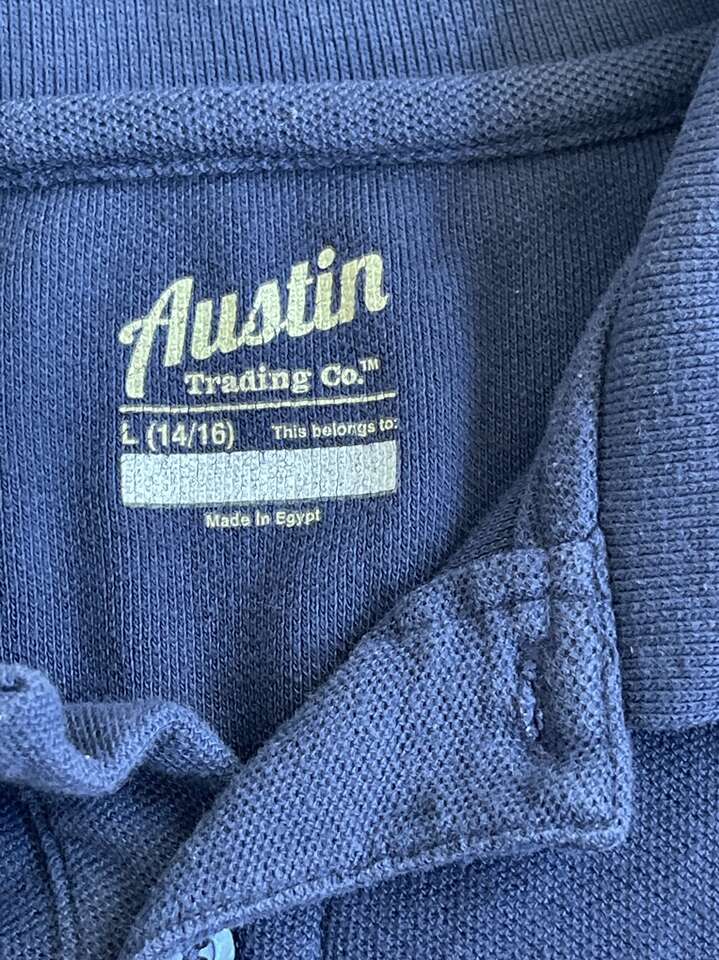 Austin
Trading Co.™
L (14/16) This belongs to:
Made In Egypt